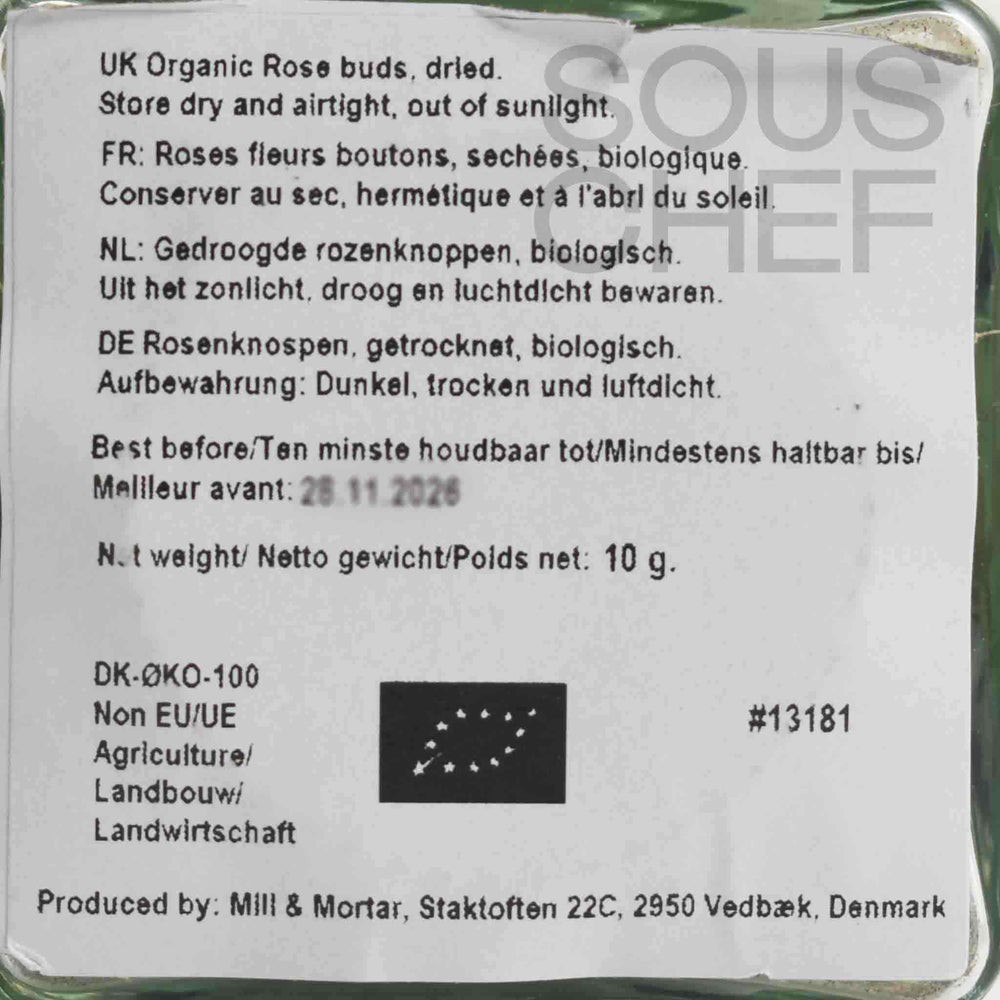 SOUS
CHEF
UK Organic Rose buds, dried.
Store dry and airtight, out of sunlight.
FR: Roses fleurs boutons, sechées, biologique.
Conserver au sec, hermétique et à l'abri du soleil.
NL: Gedroogde rozenknoppen, biologisch.
Uit het zonlicht, droog en luchtdicht bewaren.
DE Rosenknospen, getrocknet, biologisch.
Aufbewahrung: Dunkel, trocken und luftdicht.
Best before/Ten minste houdbaar tot/Mindestens haltbar bis/
Meilleur avant:
Net weight/ Netto gewicht/Poids net: 10 g.
DK-ØKO-100
Non EU/UE
Agriculture/
Landbouw/
Landwirtschaft
#13181
Produced by: Mill & Mortar, Staktoften 22C, 2950 Vedbæk, Denmark